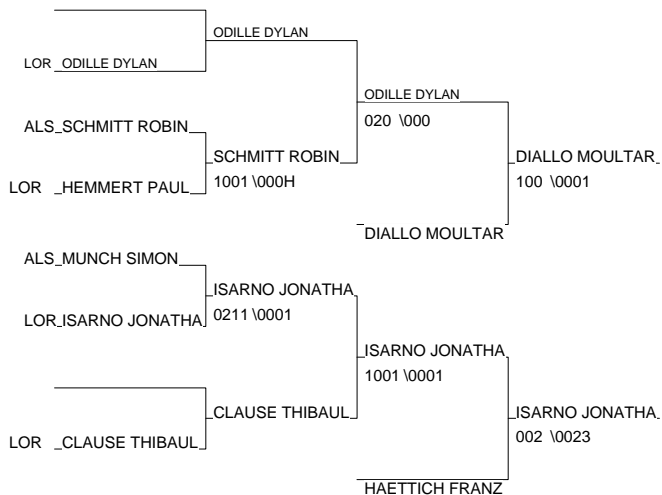 ODILLE DYLAN
LOR ODILLE DYLAN
ODILLE DYLAN
020 \000
ALS SCHMITT ROBIN
SCHMITT ROBIN
1001 \000H
DIALLO MOULTAR
100 \0001
LOR HEMMERT PAUL
DIALLO MOULTAR
ALS MUNCH SIMON
ISARNO JONATHA
0211 \0001
LOR ISARNO JONATHA
ISARNO JONATHA
1001 \0001
CLAUSE THIBAUL
ISARNO JONATHA
002 \0023
LOR CLAUSE THIBAUL
HAETTICH FRANZ